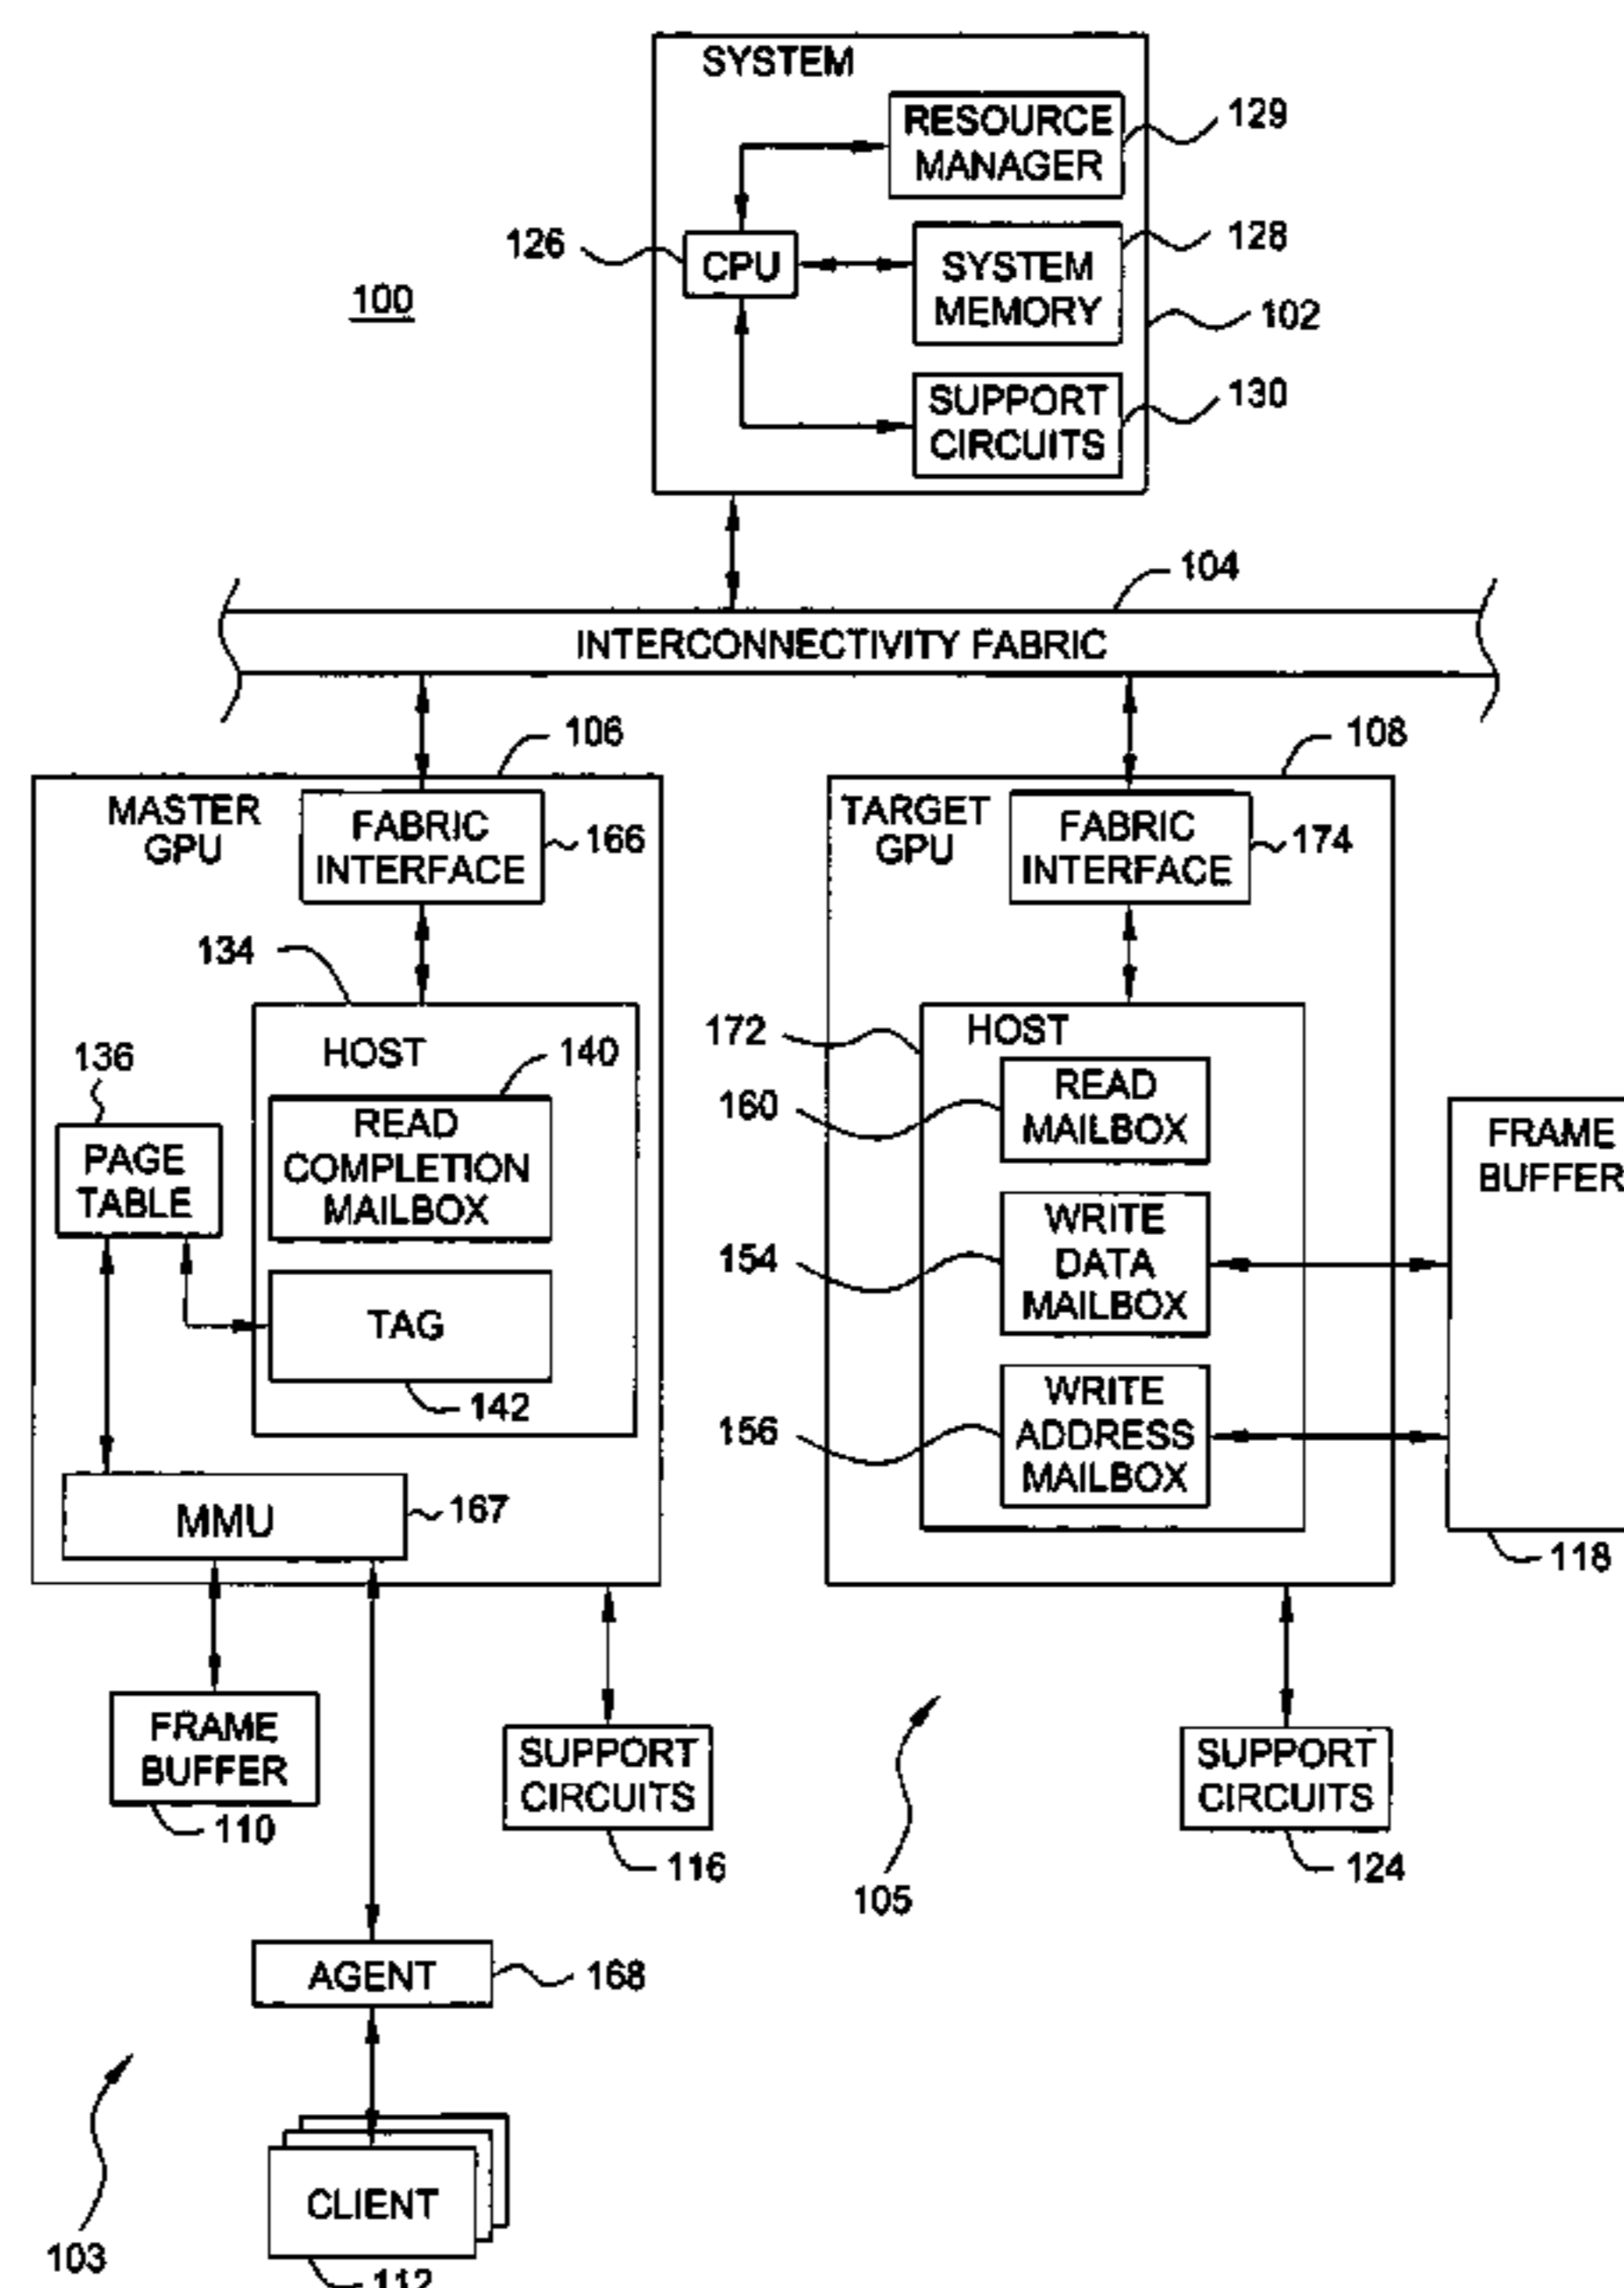 SYSTEM
RESOURCE
MANAGER
129
126
CPU
SYSTEM
MEMORY
128
100
102
SUPPORT
CIRCUITS
130
104
INTERCONNECTIVITY FABRIC
106
108
MASTER
GPU
FABRIC
INTERFACE
166
TARGET
GPU
FABRIC
INTERFACE
174
134
HOST
140
136
PAGE
TABLE
READ
COMPLETION
MAILBOX
TAG
142
172
HOST
160
READ
MAILBOX
154
WRITE
DATA
MAILBOX
156
WRITE
ADDRESS
MAILBOX
FRAME
BUFFER
118
MMU
167
FRAME
BUFFER
110
SUPPORT
CIRCUITS
116
105
SUPPORT
CIRCUITS
124
AGENT
168
CLIENT
103
112